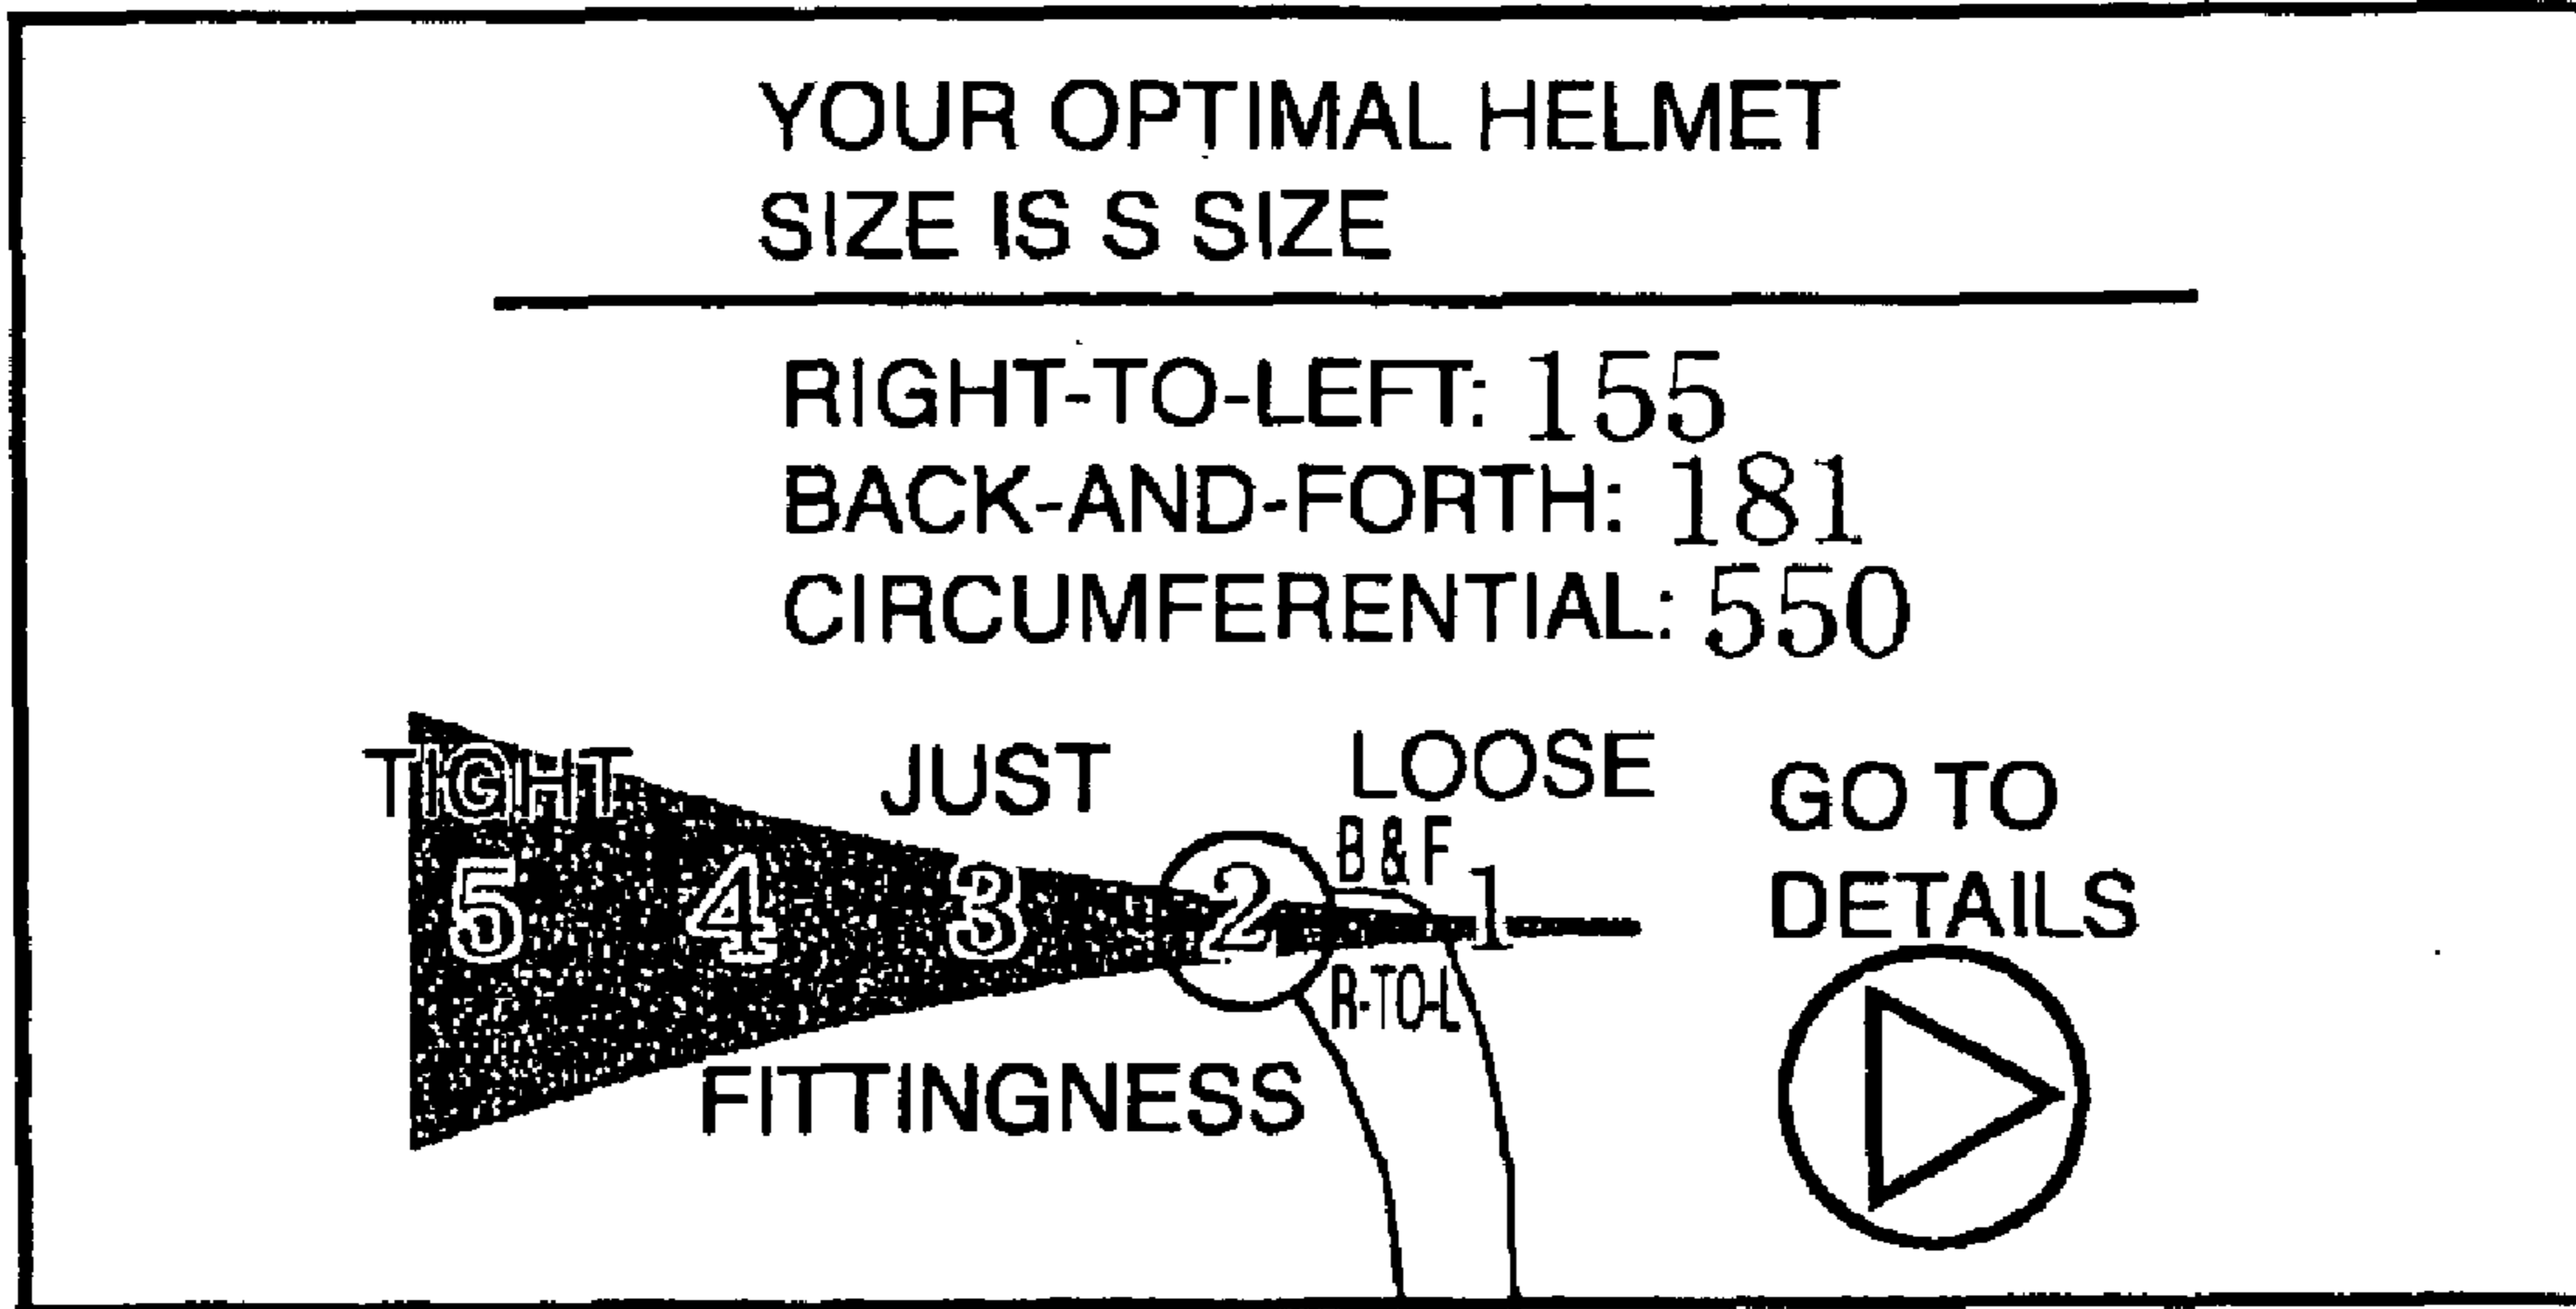 YOUR OPTIMAL HELMET
SIZE IS S SIZE
RIGHT-TO-LEFT: 155
BACK-AND-FORTH: 181
CIRCUMFERENTIAL: 550
TIGHT JUST LOOSE
B & F
5 4 3 2 1
R-TO-L
FITTINGNESS
GO TO
DETAILS